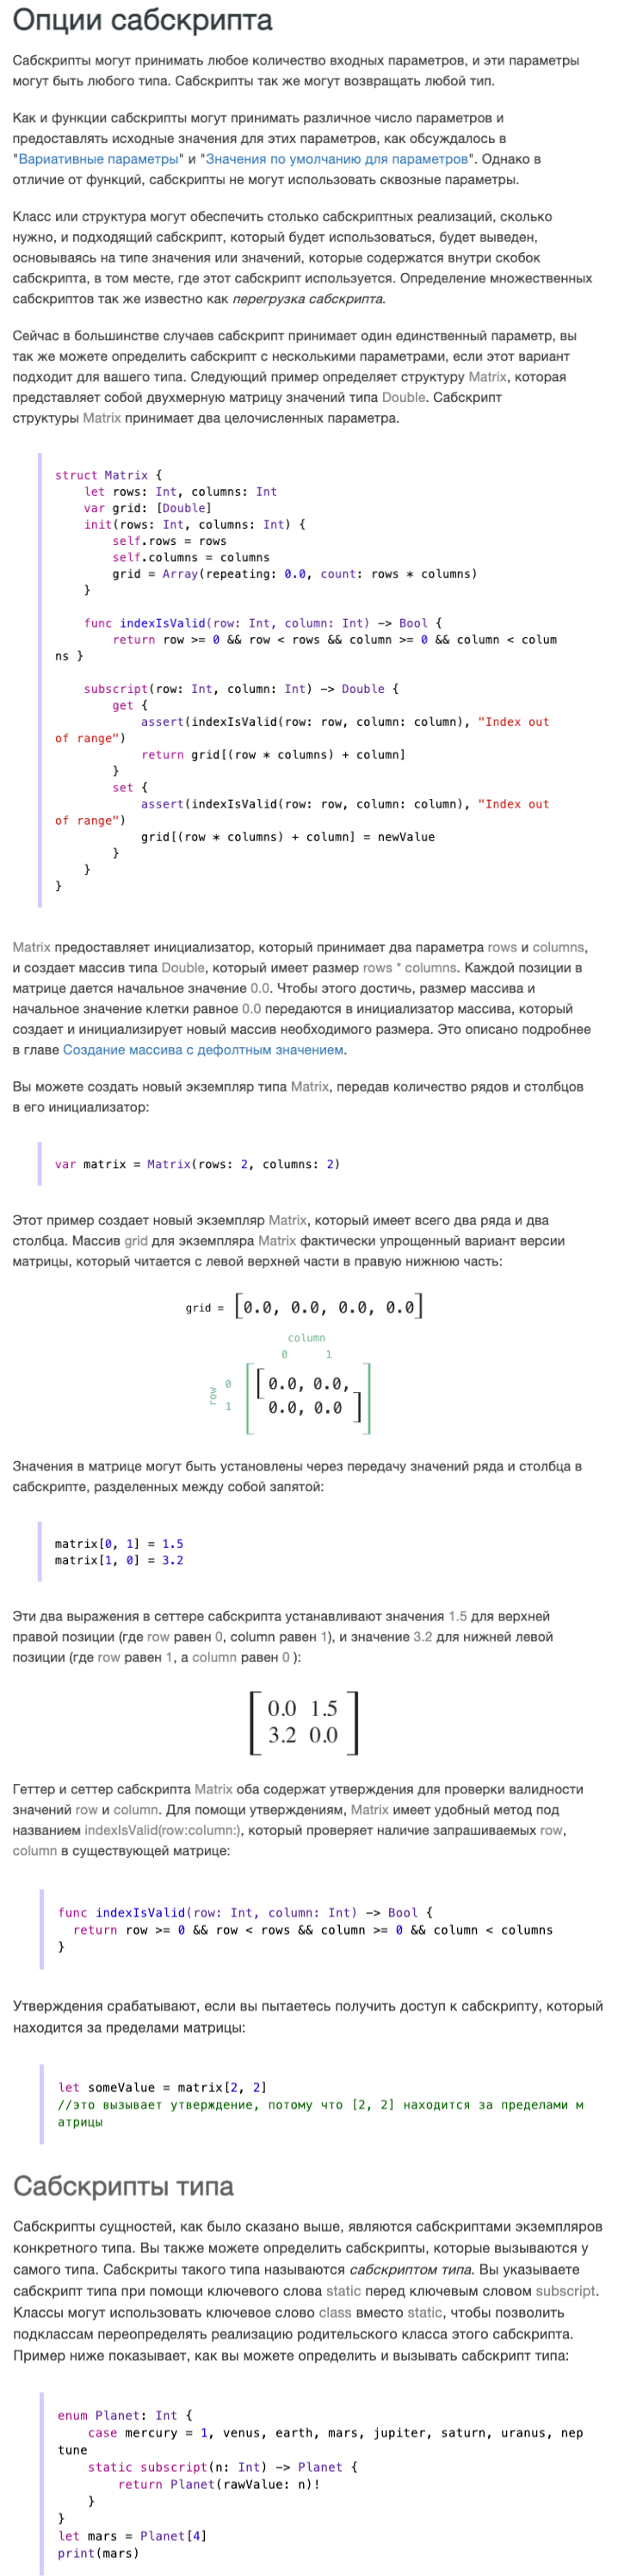 Опции сабскрипта
Сабскрипты могут принимать любое количество входных параметров, и эти параметры
могут быть любого типа. Сабскрипты так же могут возвращать любой тип.
Как и функции сабскрипты могут принимать различное число параметров и
предоставлять исходные значения для этих параметров, как обсуждалось в
"Вариативные параметры" и "Значения по умолчанию для параметров". Однако в
отличие от функций, сабскрипты не могут использовать сквозные параметры.
Класс или структура могут обеспечить столько сабскриптных реализаций, сколько
нужно, и подходящий сабскрипт, который будет использоваться, будет выведен,
основываясь на типе значения или значений, которые содержатся внутри скобок
сабскрипта, в том месте, где этот сабскрипт используется. Определение множественных
сабскриптов так же известно как перегрузка сабскрипта.
Сейчас в большинстве случаев сабскрипт принимает один единственный параметр, вы
так же можете определить сабскрипт с несколькими параметрами, если этот вариант
подходит для вашего типа. Следующий пример определяет структуру Matrix, которая
представляет собой двухмерную матрицу значений типа Double. Сабскрипт
структуры Matrix принимает два целочисленных параметра.
struct Matrix {
    let rows: Int, columns: Int
    var grid: [Double]
    init(rows: Int, columns: Int) {
        self.rows = rows
        self.columns = columns
        grid = Array(repeating: 0.0, count: rows * columns)
    }
    func indexIsValid(row: Int, column: Int) -> Bool {
        return row >= 0 && row < rows && column >= 0 && column < colum
ns }
    subscript(row: Int, column: Int) -> Double {
        get {
            assert(indexIsValid(row: row, column: column), "Index out
of range")
            return grid[(row * columns) + column]
        }
        set {
            assert(indexIsValid(row: row, column: column), "Index out
of range")
            grid[(row * columns) + column] = newValue
        }
    }
}
Matrix предоставляет инициализатор, который принимает два параметра rows и columns,
и создает массив типа Double, который имеет размер rows * columns. Каждой позиции в
матрице дается начальное значение 0.0. Чтобы этого достичь, размер массива и
начальное значение клетки равное 0.0 передаются в инициализатор массива, который
создает и инициализирует новый массив необходимого размера. Это описано подробнее
в главе Создание массива с дефолтным значением.
Вы можете создать новый экземпляр типа Matrix, передав количество рядов и столбцов
в его инициализатор:
var matrix = Matrix(rows: 2, columns: 2)
Этот пример создает новый экземпляр Matrix, который имеет всего два ряда и два
столбца. Массив grid для экземпляра Matrix фактически упрощенный вариант версии
матрицы, который читается с левой верхней части в правую нижнюю часть:
grid = [0.0, 0.0, 0.0, 0.0]
column
0 1
row
0 [0.0, 0.0,
1 0.0, 0.0 ]
Значения в матрице могут быть установлены через передачу значений ряда и столбца в
сабскрипте, разделенных между собой запятой:
matrix[0, 1] = 1.5
matrix[1, 0] = 3.2
Эти два выражения в сеттере сабскрипта устанавливают значения 1.5 для верхней
правой позиции (где row равен 0, column равен 1), и значение 3.2 для нижней левой
позиции (где row равен 1, а column равен 0 ):
0.0 1.5
3.2 0.0
Геттер и сеттер сабскрипта Matrix оба содержат утверждения для проверки валидности
значений row и column. Для помощи утверждениям, Matrix имеет удобный метод под
названием indexIsValid(row:column:), который проверяет наличие запрашиваемых row,
column в существующей матрице:
func indexIsValid(row: Int, column: Int) -> Bool {
  return row >= 0 && row < rows && column >= 0 && column < columns
}
Утверждения срабатывают, если вы пытаетесь получить доступ к сабскрипту, который
находится за пределами матрицы:
let someValue = matrix[2, 2]
//это вызывает утверждение, потому что [2, 2] находится за пределами м
атрицы
Сабскрипты типа
Сабскрипты сущностей, как было сказано выше, являются сабскриптами экземпляров
конкретного типа. Вы также можете определить сабскрипты, которые вызываются у
самого типа. Сабскриты такого типа называются сабскриптом типа. Вы указываете
сабскрипт типа при помощи ключевого слова static перед ключевым словом subscript.
Классы могут использовать ключевое слово class вместо static, чтобы позволить
подклассам переопределять реализацию родительского класса этого сабскрипта.
Пример ниже показывает, как вы можете определить и вызывать сабскрипт типа:
enum Planet: Int {
    case mercury = 1, venus, earth, mars, jupiter, saturn, uranus, nep
tune
    static subscript(n: Int) -> Planet {
        return Planet(rawValue: n)!
    }
}
let mars = Planet[4]
print(mars)